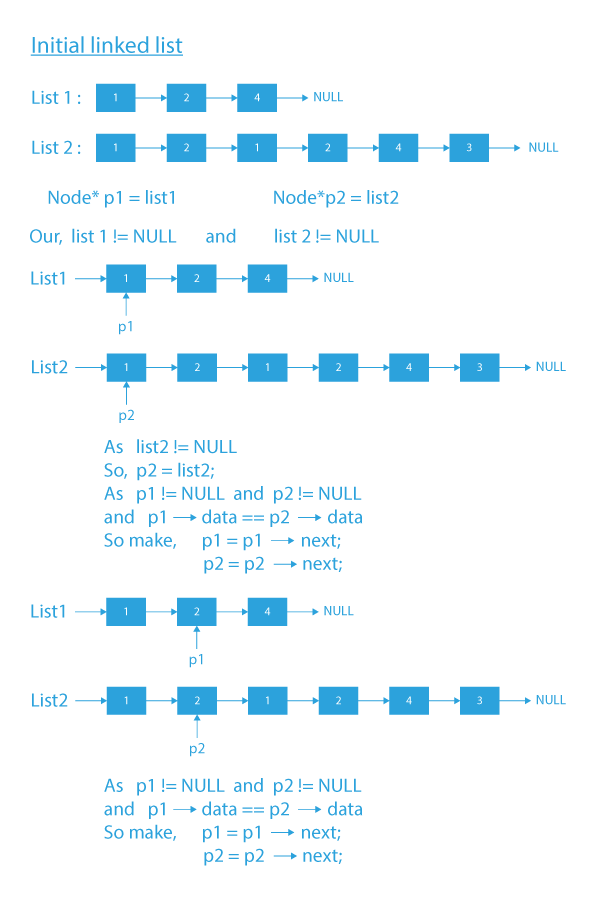 Initial linked list
List 1 : 1 2 4 NULL
List 2 : 1 2 1 2 4 3 NULL
Node* p1 = list1 Node*p2 = list2
Our, list 1 != NULL and list 2 != NULL
List1 1 2 4 NULL
p1
List2 1 2 1 2 4 3 NULL
p2
As list2 != NULL
So, p2 = list2;
As p1 != NULL and p2 != NULL
and p1 → data == p2 → data
So make, p1 = p1 → next;
p2 = p2 → next;
List1 1 2 4 NULL
p1
List2 1 2 1 2 4 3 NULL
p2
As p1 != NULL and p2 != NULL
and p1 → data == p2 → data
So make, p1 = p1 → next;
p2 = p2 → next;